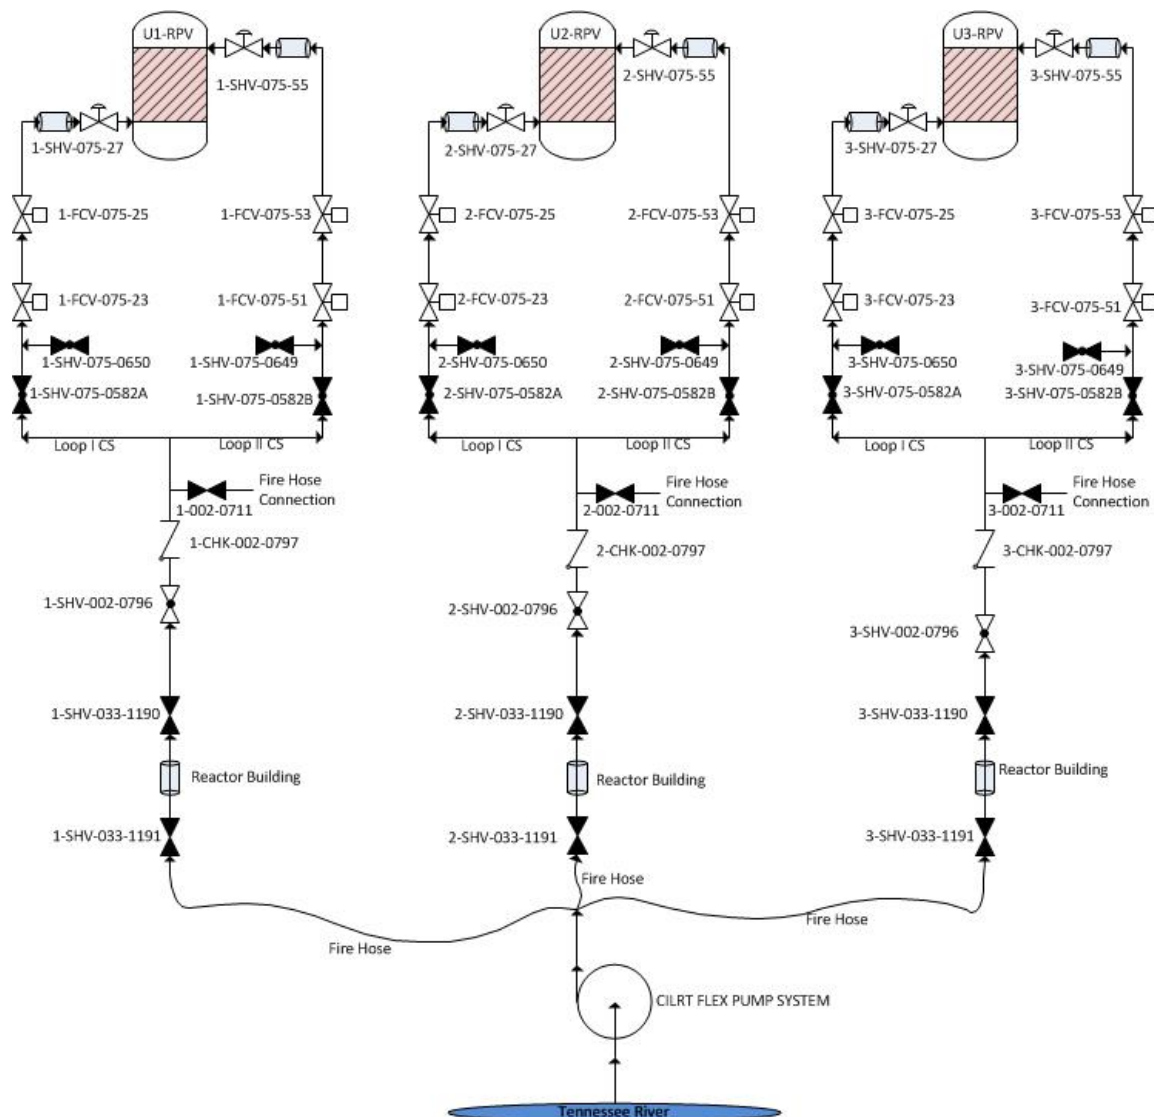 U1-RPV
U2-RPV
U3-RPV
1-SHV-075-55
2-SHV-075-55
3-SHV-075-55
1-SHV-075-27
2-SHV-075-27
3-SHV-075-27
1-FCV-075-25
1-FCV-075-53
2-FCV-075-25
2-FCV-075-53
3-FCV-075-25
3-FCV-075-53
1-FCV-075-23
1-FCV-075-51
2-FCV-075-23
2-FCV-075-51
3-FCV-075-23
3-FCV-075-51
1-SHV-075-0650
1-SHV-075-0649
2-SHV-075-0650
2-SHV-075-0649
3-SHV-075-0650
3-SHV-075-0649
1-SHV-075-0582A
1-SHV-075-0582B
2-SHV-075-0582A
2-SHV-075-0582B
3-SHV-075-0582A
3-SHV-075-0582B
Loop I CS
Loop II CS
Loop I CS
Loop II CS
Loop I CS
Loop II CS
Fire Hose
Connection
Fire Hose
Connection
Fire Hose
Connection
1-002-0711
2-002-0711
3-002-0711
1-CHK-002-0797
2-CHK-002-0797
3-CHK-002-0797
1-SHV-002-0796
2-SHV-002-0796
3-SHV-002-0796
1-SHV-033-1190
2-SHV-033-1190
3-SHV-033-1190
Reactor Building
Reactor Building
Reactor Building
1-SHV-033-1191
2-SHV-033-1191
3-SHV-033-1191
Fire Hose
Fire Hose
Fire Hose
CILRT FLEX PUMP SYSTEM
Tennessee River